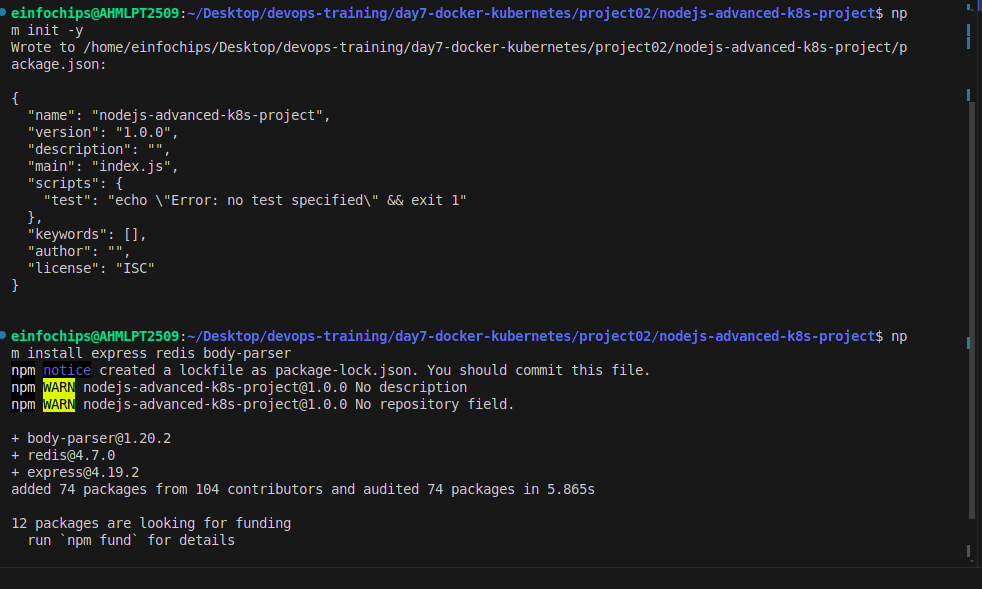 einfochips@AHMLPT2509:~/Desktop/devops-training/day7-docker-kubernetes/project02/nodejs-advanced-k8s-project$ np
m init -y
Wrote to /home/einfochips/Desktop/devops-training/day7-docker-kubernetes/project02/nodejs-advanced-k8s-project/p
ackage.json:

{
  "name": "nodejs-advanced-k8s-project",
  "version": "1.0.0",
  "description": "",
  "main": "index.js",
  "scripts": {
    "test": "echo \"Error: no test specified\" && exit 1"
  },
  "keywords": [],
  "author": "",
  "license": "ISC"
}

einfochips@AHMLPT2509:~/Desktop/devops-training/day7-docker-kubernetes/project02/nodejs-advanced-k8s-project$ np
m install express redis body-parser
npm notice created a lockfile as package-lock.json. You should commit this file.
npm WARN nodejs-advanced-k8s-project@1.0.0 No description
npm WARN nodejs-advanced-k8s-project@1.0.0 No repository field.

+ body-parser@1.20.2
+ redis@4.7.0
+ express@4.19.2
added 74 packages from 104 contributors and audited 74 packages in 5.865s

12 packages are looking for funding
  run `npm fund` for details